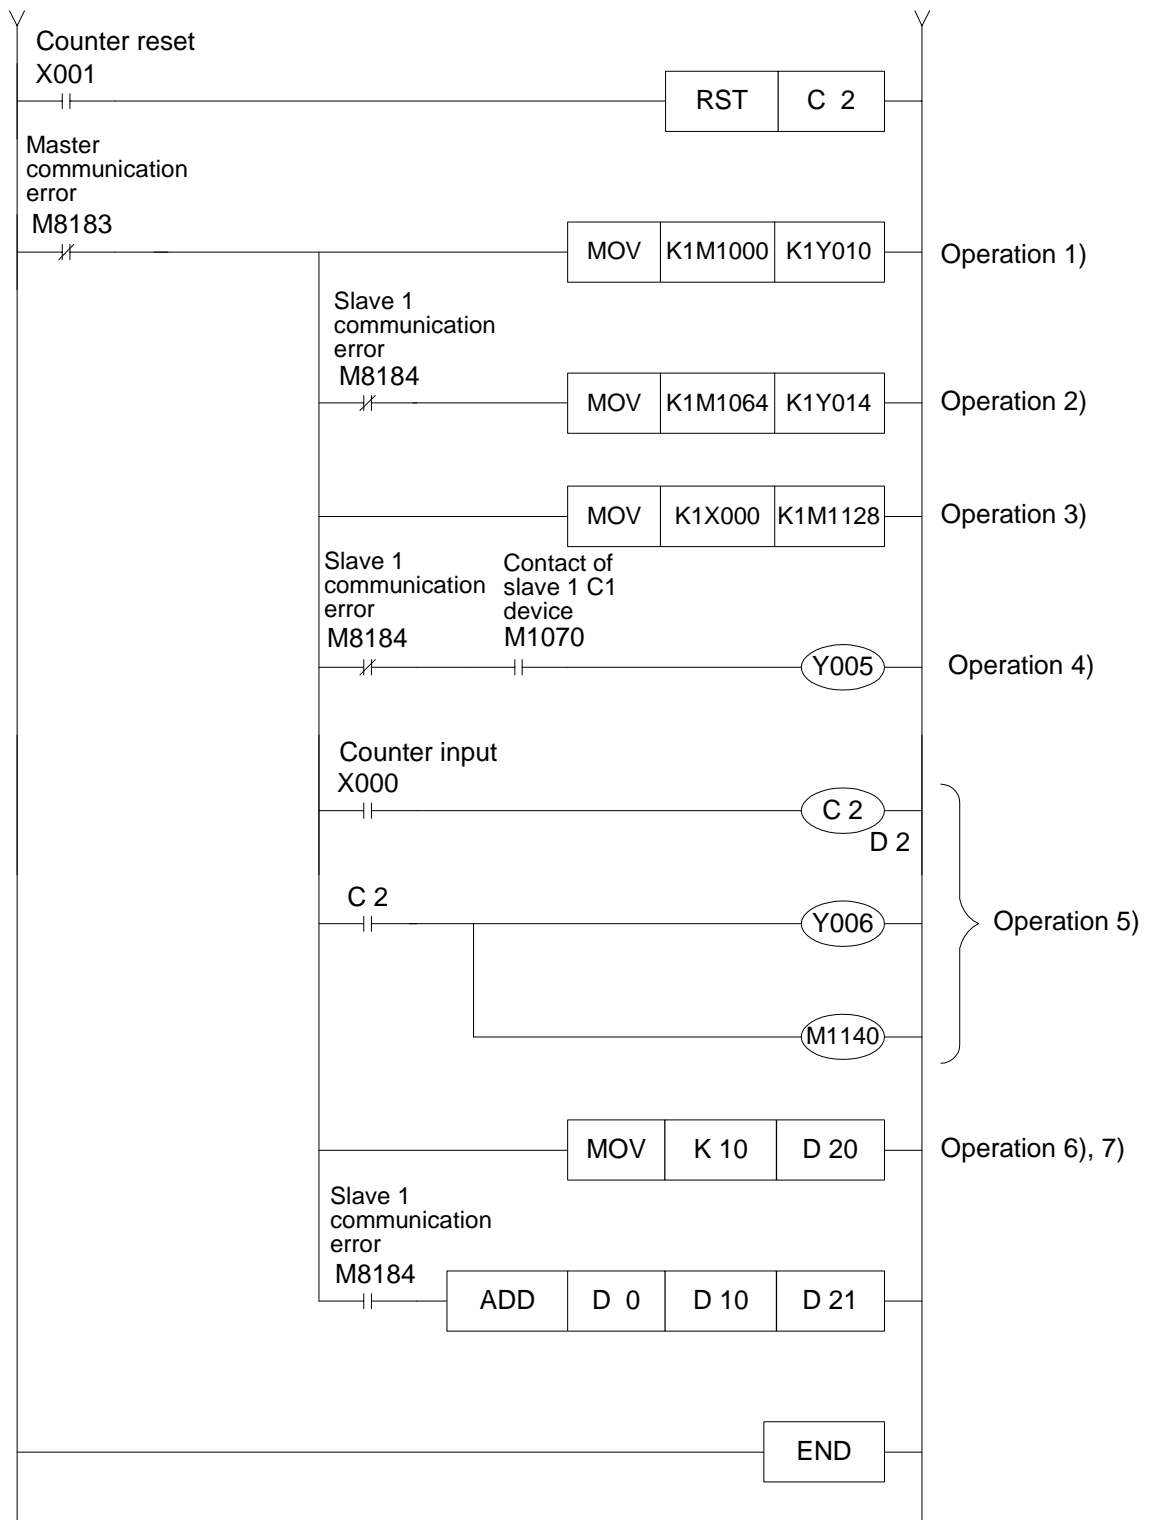 Counter reset
X001
RST C 2
Master
communication
error
M8183
MOV K1M1000 K1Y010 Operation 1)
Slave 1
communication
error
M8184
MOV K1M1064 K1Y014 Operation 2)
MOV K1X000 K1M1128 Operation 3)
Slave 1
communication
error
M8184
Contact of
slave 1 C1
device
M1070
Y005 Operation 4)
Counter input
X000
C 2
D 2
C 2
Y006 Operation 5)
M1140
MOV K 10 D 20 Operation 6), 7)
Slave 1
communication
error
M8184
ADD D 0 D 10 D 21
END